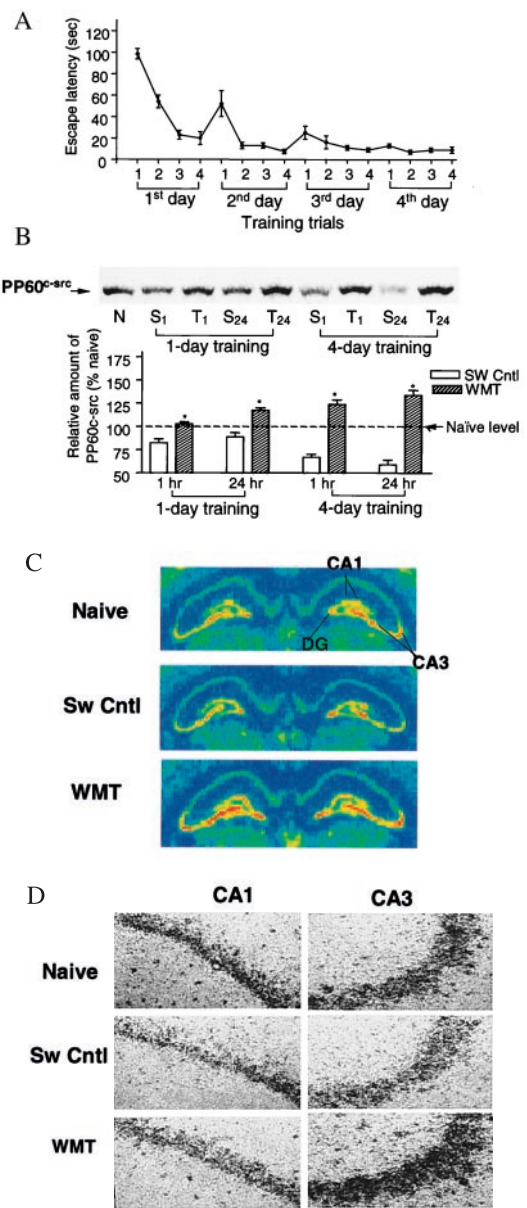 A
Escape latency (sec)
120
100
80
60
40
20
0
1 2 3 4 1 2 3 4 1 2 3 4 1 2 3 4
1st day 2nd day 3rd day 4th day
Training trials
B
PP60c-src
N S1 T1 S24 T24 S1 T1 S24 T24
1-day training 4-day training
Relative amount of
PP60c-src (% naive)
175
150
125
100
75
50
* * * *
SW Cntl
WMT
Naïve level
1 hr 24 hr 1 hr 24 hr
1-day training 4-day training
C
CA1
Naive
DG
CA3
Sw Cntl
WMT
D
CA1 CA3
Naive
Sw Cntl
WMT